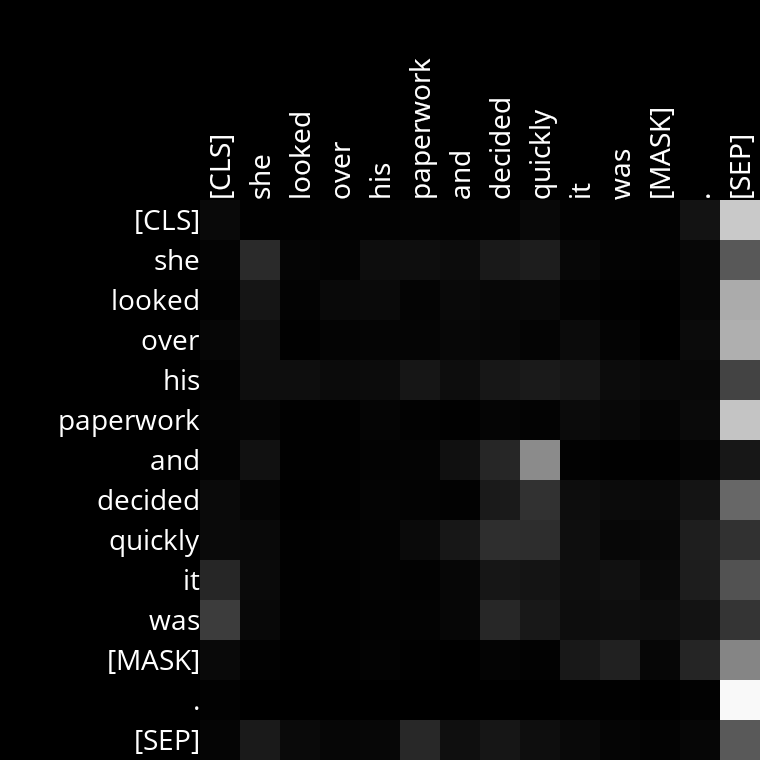 [CLS] she looked over his paperwork and decided quickly it was [MASK] . [SEP]
[CLS]
she
looked
over
his
paperwork
and
decided
quickly
it
was
[MASK]
.
[SEP]